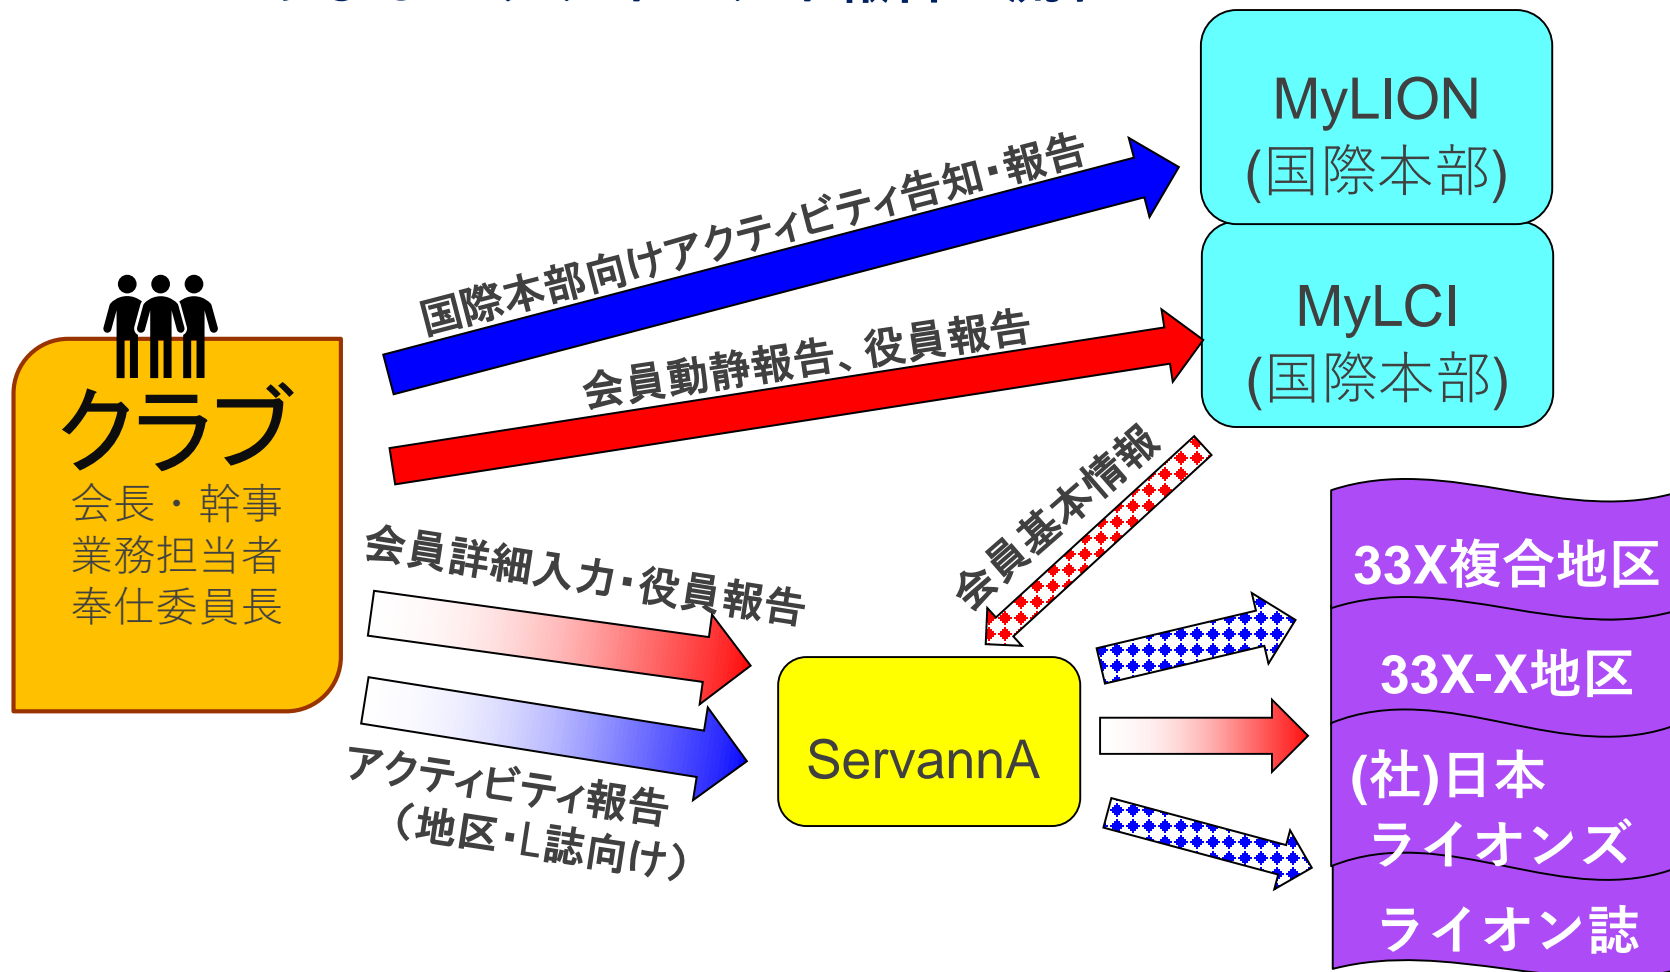 MyLION
(国際本部)
国際本部向けアクティビティ告知・報告
MyLCI
(国際本部)
会員動静報告、役員報告
クラブ
会長・幹事
業務担当者
奉仕委員長
会員基本情報
会員詳細入力・役員報告
アクティビティ報告
（地区・L誌向け）
ServannA
33X複合地区
33X-X地区
(社)日本
ライオンズ
ライオン誌